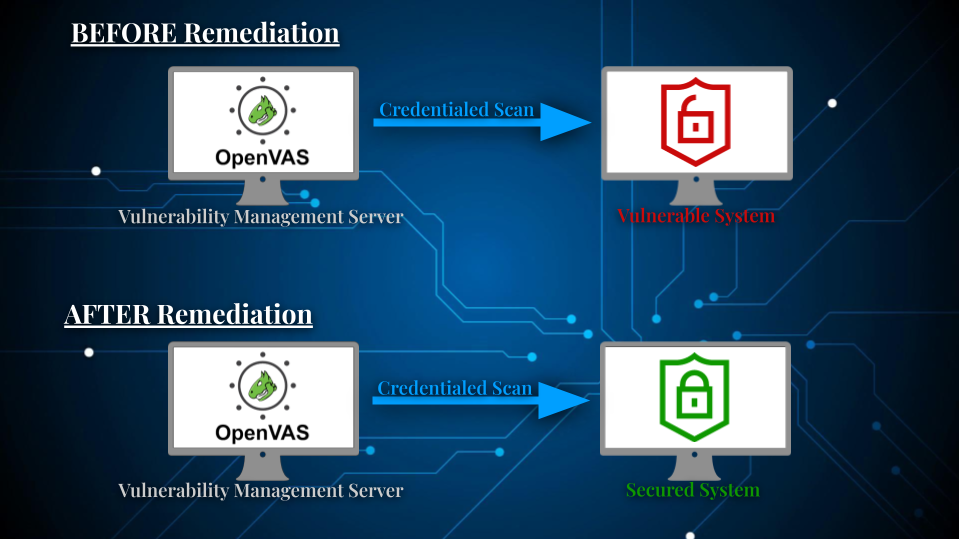 BEFORE Remediation
Credentialed Scan
OpenVAS
Vulnerability Management Server
Vulnerable System
AFTER Remediation
Credentialed Scan
OpenVAS
Vulnerability Management Server
Secured System